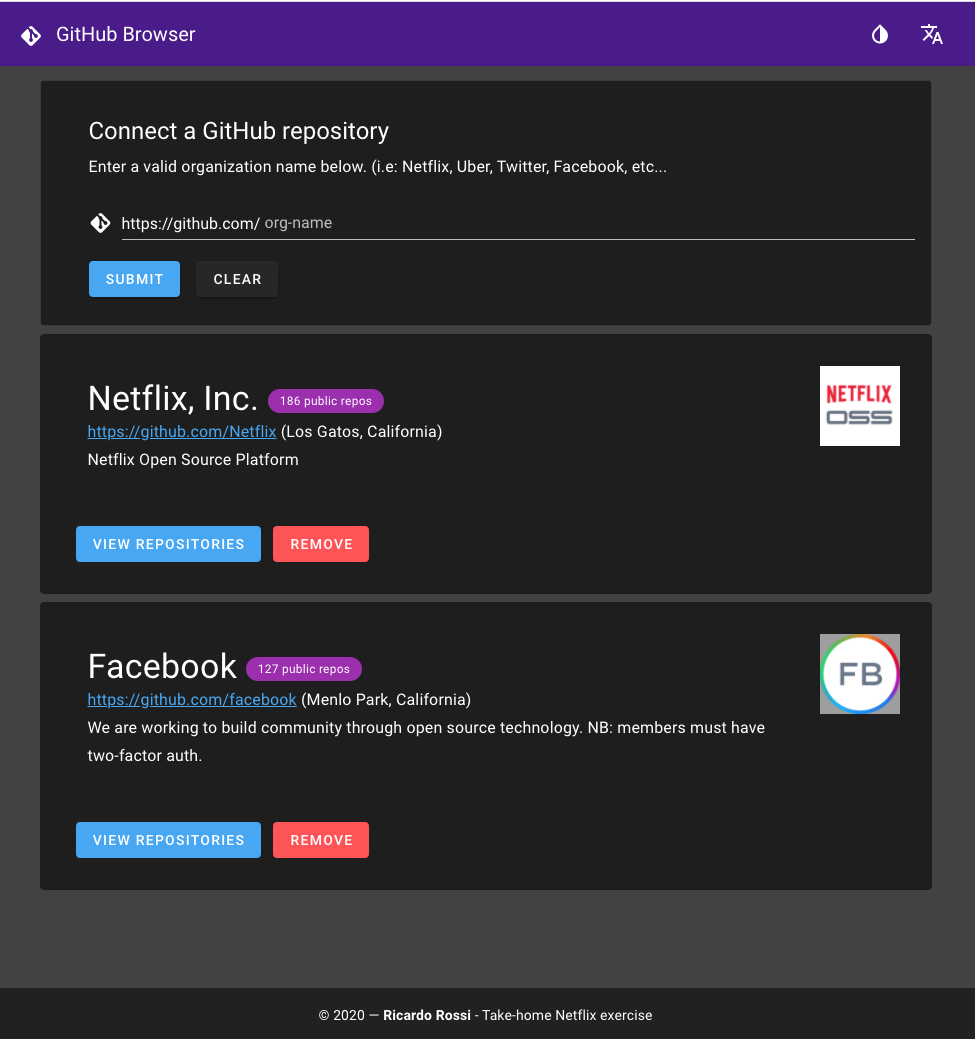 GitHub Browser
Connect a GitHub repository
Enter a valid organization name below. (i.e: Netflix, Uber, Twitter, Facebook, etc...
https://github.com/ org-name
SUBMIT CLEAR
Netflix, Inc. 186 public repos
NETFLIX
OSS
https://github.com/Netflix (Los Gatos, California)
Netflix Open Source Platform
VIEW REPOSITORIES REMOVE
Facebook 127 public repos
FB
https://github.com/facebook (Menlo Park, California)
We are working to build community through open source technology. NB: members must have
two-factor auth.
VIEW REPOSITORIES REMOVE
© 2020 — Ricardo Rossi - Take-home Netflix exercise